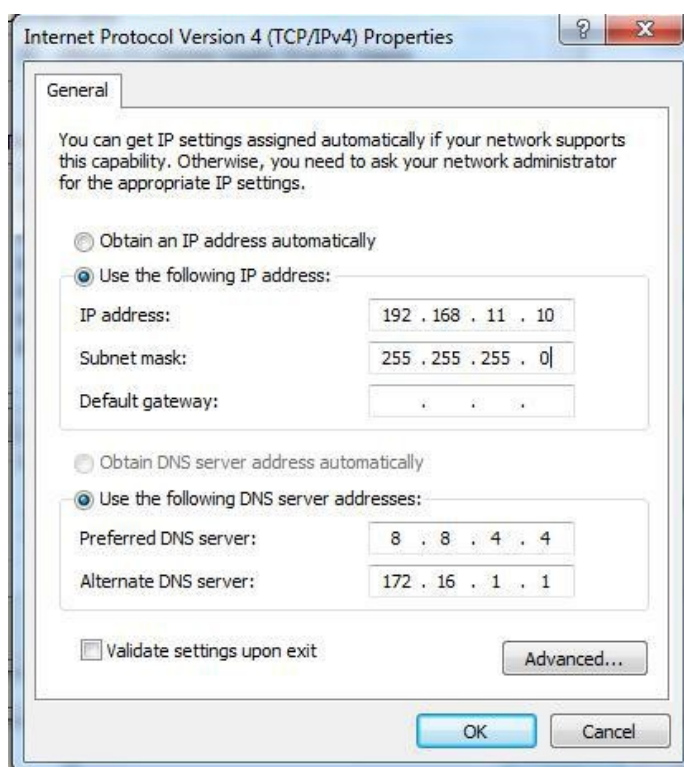 Internet Protocol Version 4 (TCP/IPv4) Properties
? X
General
You can get IP settings assigned automatically if your network supports
this capability. Otherwise, you need to ask your network administrator
for the appropriate IP settings.
Obtain an IP address automatically
Use the following IP address:
IP address: 192 . 168 . 11 . 10
Subnet mask: 255 . 255 . 255 . 0
Default gateway: . . .
Obtain DNS server address automatically
Use the following DNS server addresses:
Preferred DNS server: 8 . 8 . 4 . 4
Alternate DNS server: 172 . 16 . 1 . 1
Validate settings upon exit
Advanced...
OK Cancel